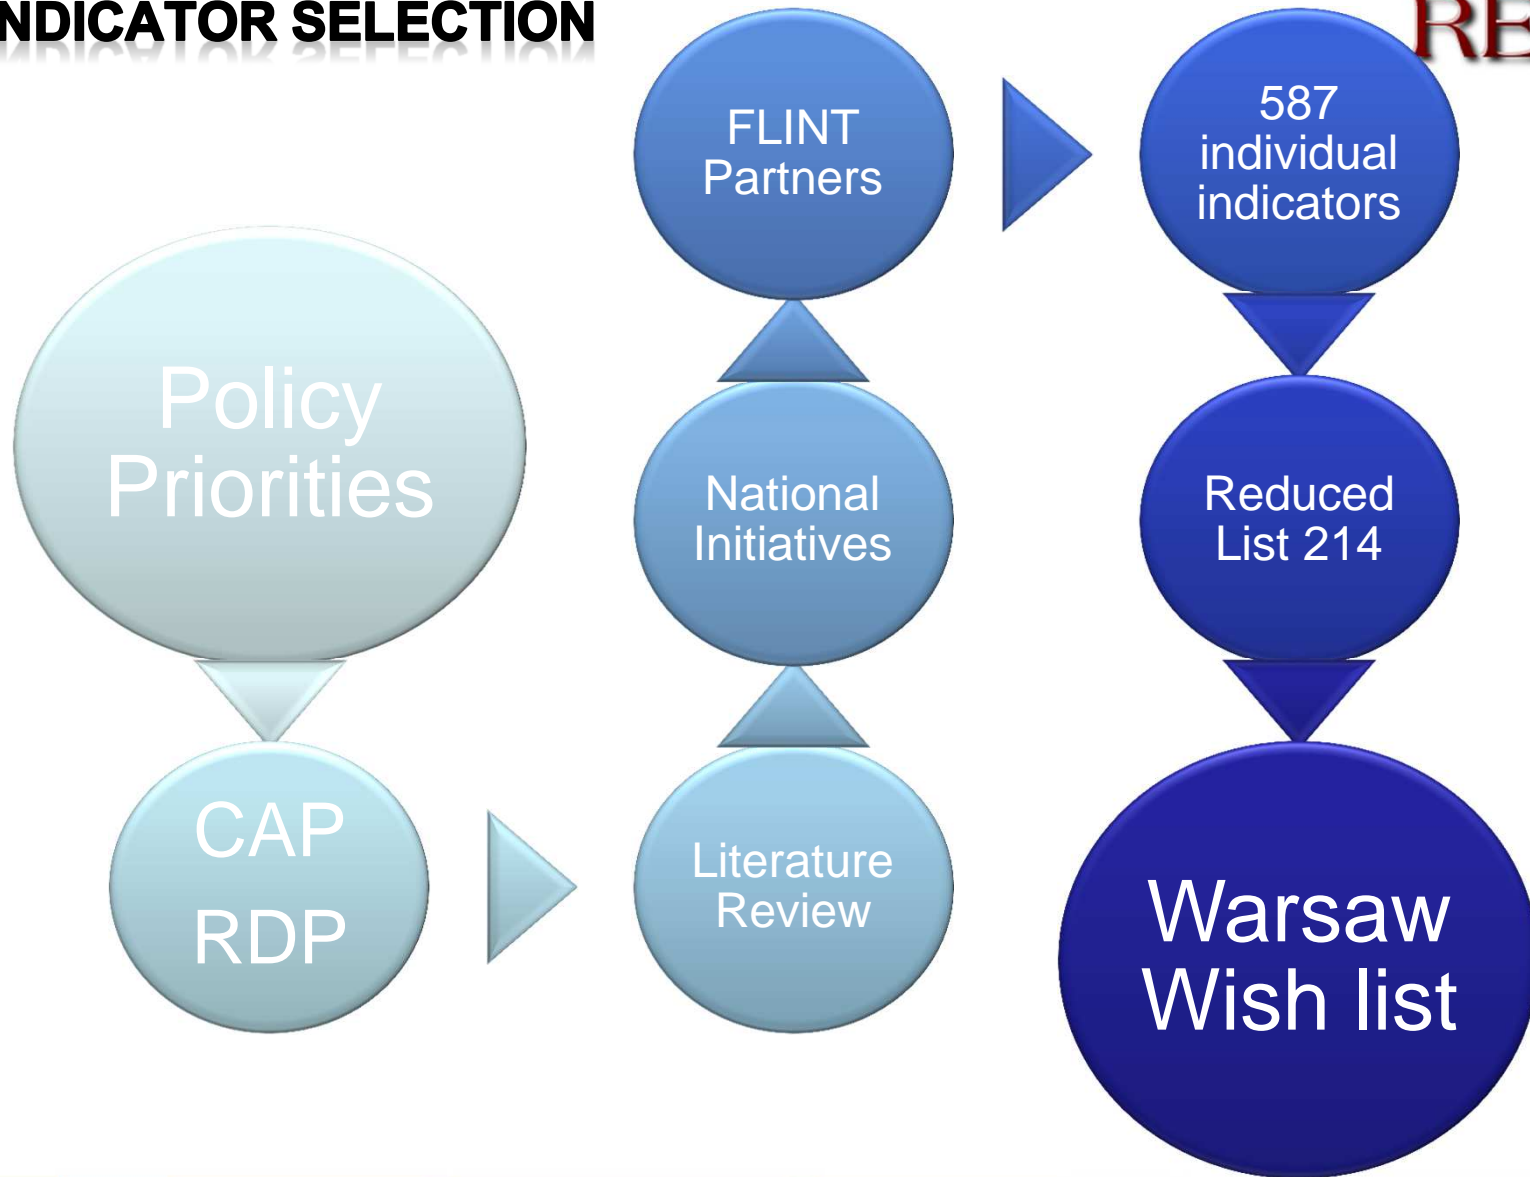 NDICATOR SELECTION
RE
Policy
Priorities
CAP
RDP
Literature
Review
National
Initiatives
FLINT
Partners
587
individual
indicators
Reduced
List 214
Warsaw
Wish list